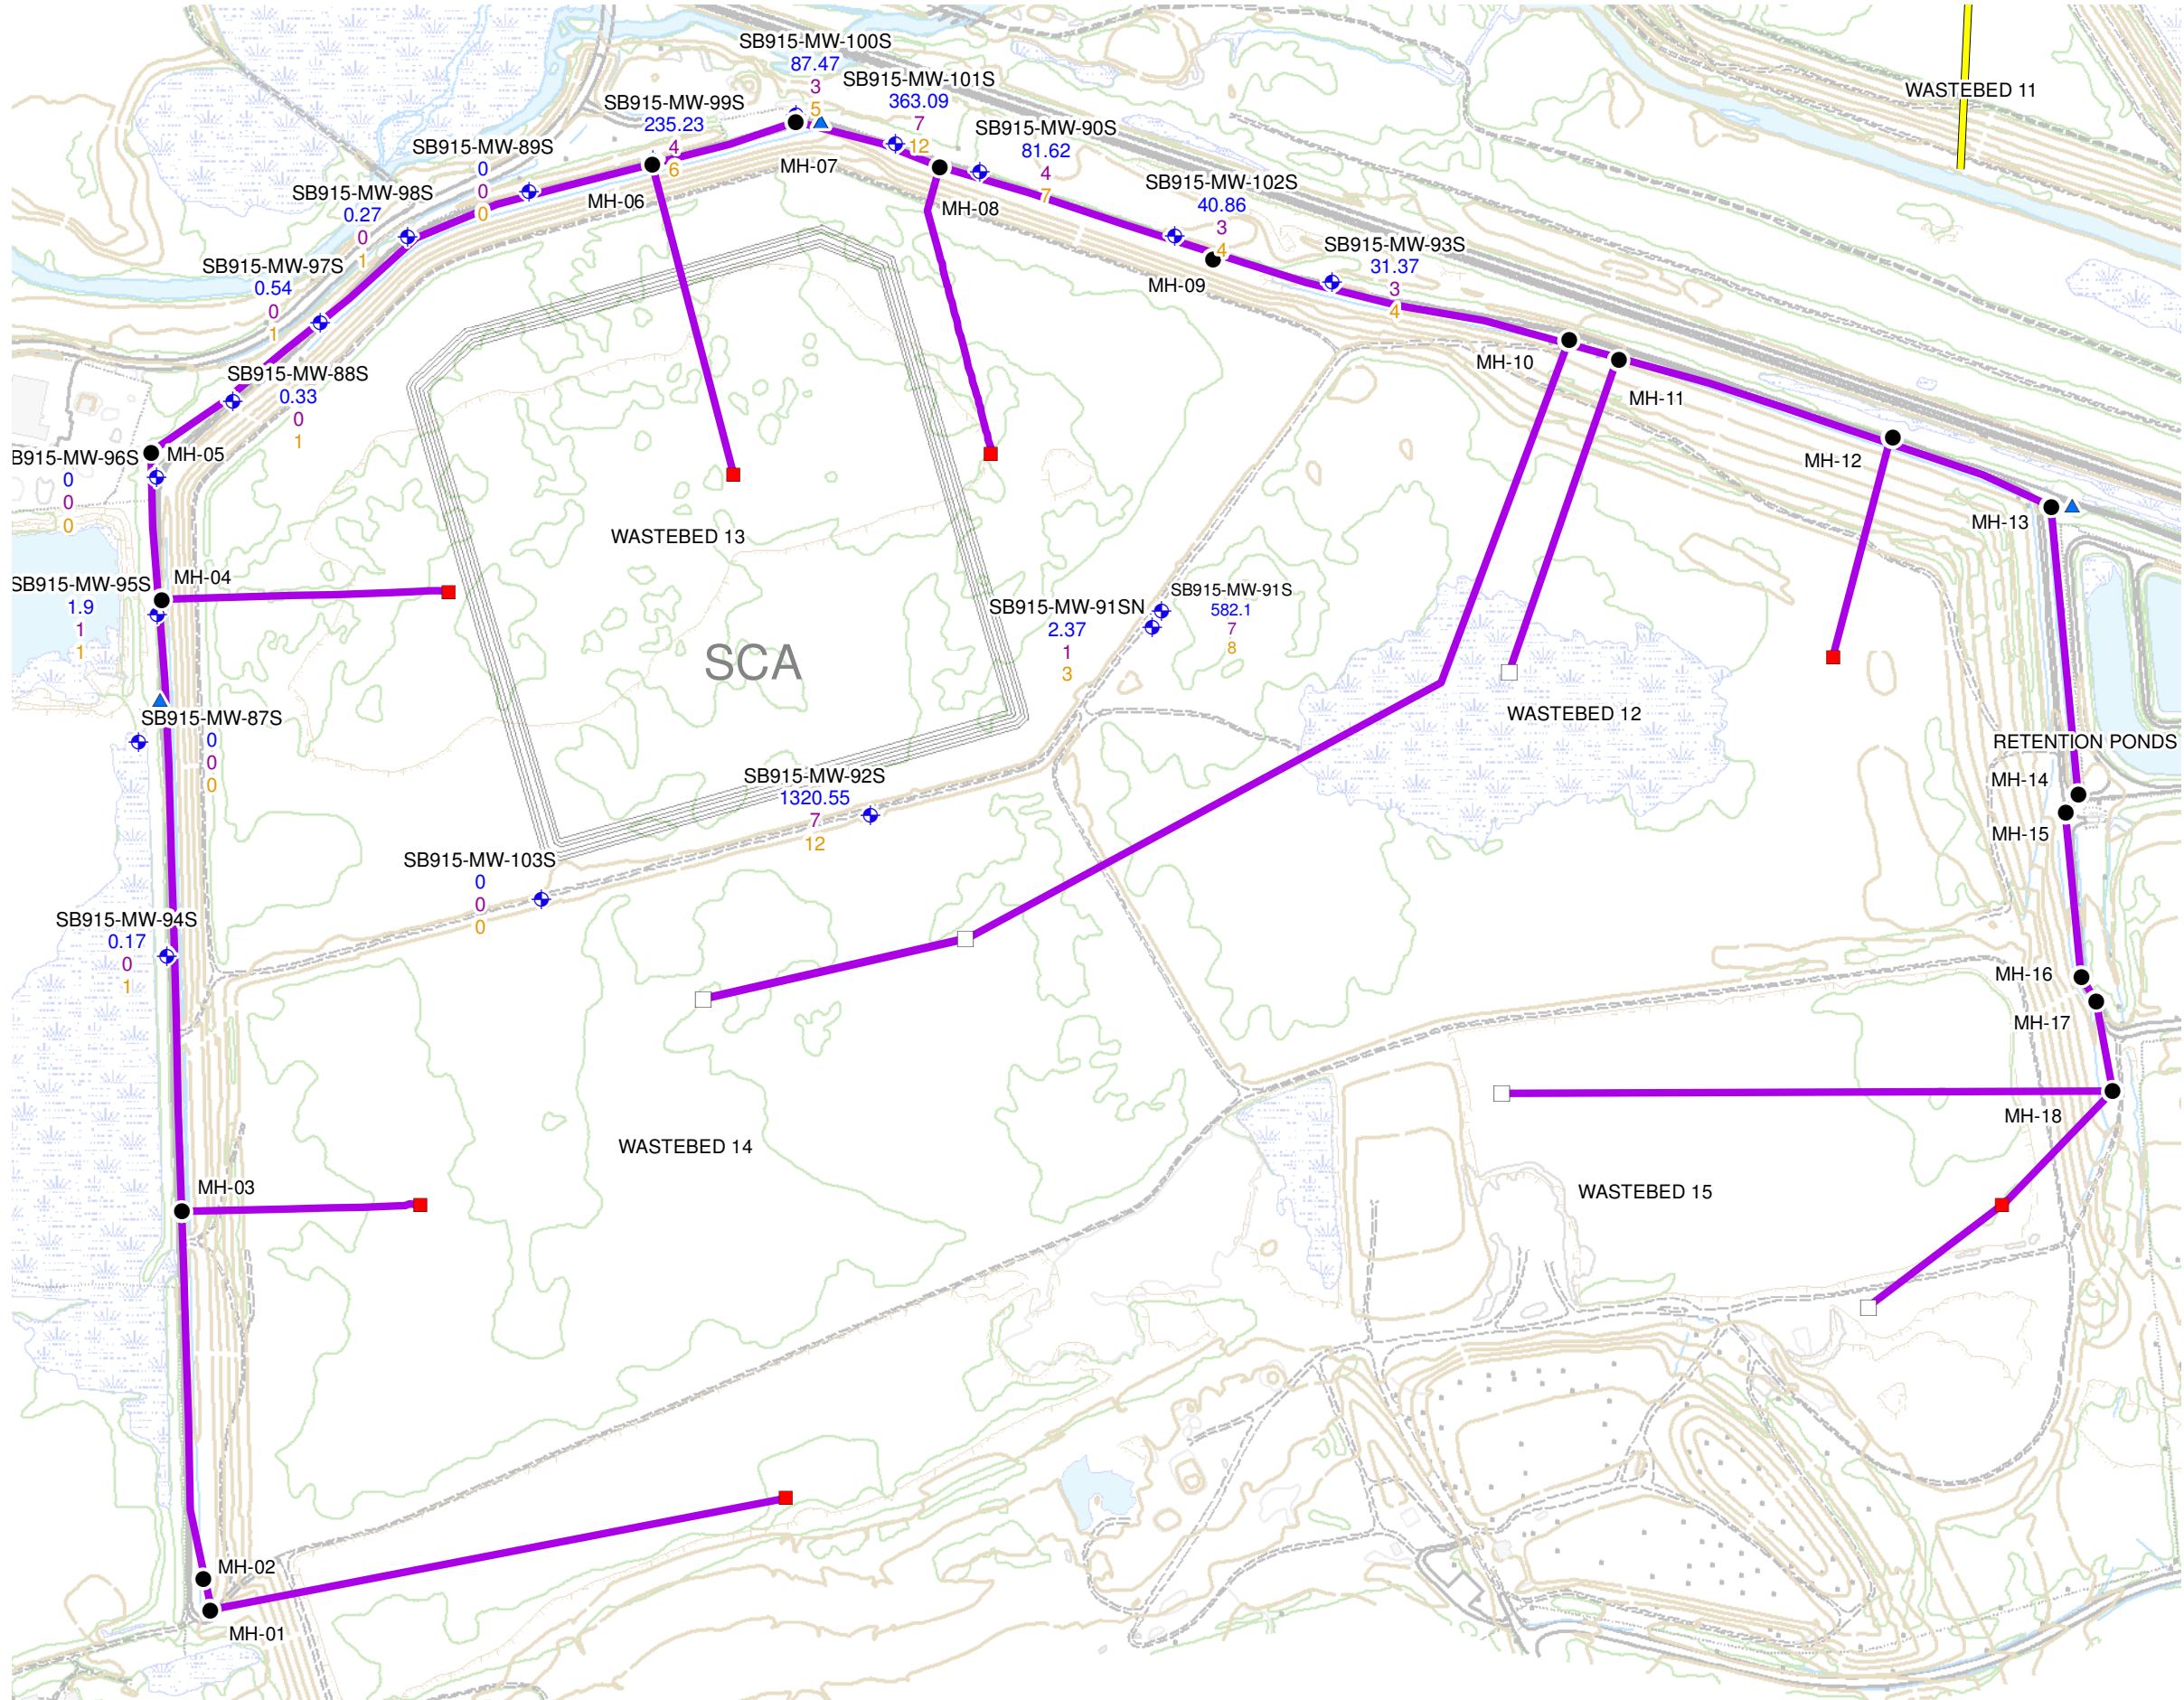 SB915-MW-100S
87.47
3
5
SB915-MW-101S
363.09
7
12
WASTEBED 11
SB915-MW-99S
235.23
4
6
SB915-MW-90S
81.62
4
7
SB915-MW-89S
0
0
0
MH-07
SB915-MW-102S
40.86
3
4
SB915-MW-98S
0.27
0
1
MH-06
MH-08
SB915-MW-93S
31.37
3
4
SB915-MW-97S
0.54
0
1
MH-09
SB915-MW-88S
0.33
0
1
MH-10
MH-11
B915-MW-96S
0
0
0
MH-05
MH-12
MH-13
WASTEBED 13
SB915-MW-95S
1.9
1
1
MH-04
SB915-MW-91SN
2.37
1
3
SB915-MW-91S
582.1
7
8
SCA
SB915-MW-87S
0
0
0
WASTEBED 12
RETENTION PONDS
SB915-MW-92S
1320.55
7
12
MH-14
MH-15
SB915-MW-103S
0
0
0
SB915-MW-94S
0.17
0
1
MH-16
MH-17
MH-18
WASTEBED 14
MH-03
WASTEBED 15
MH-02
MH-01